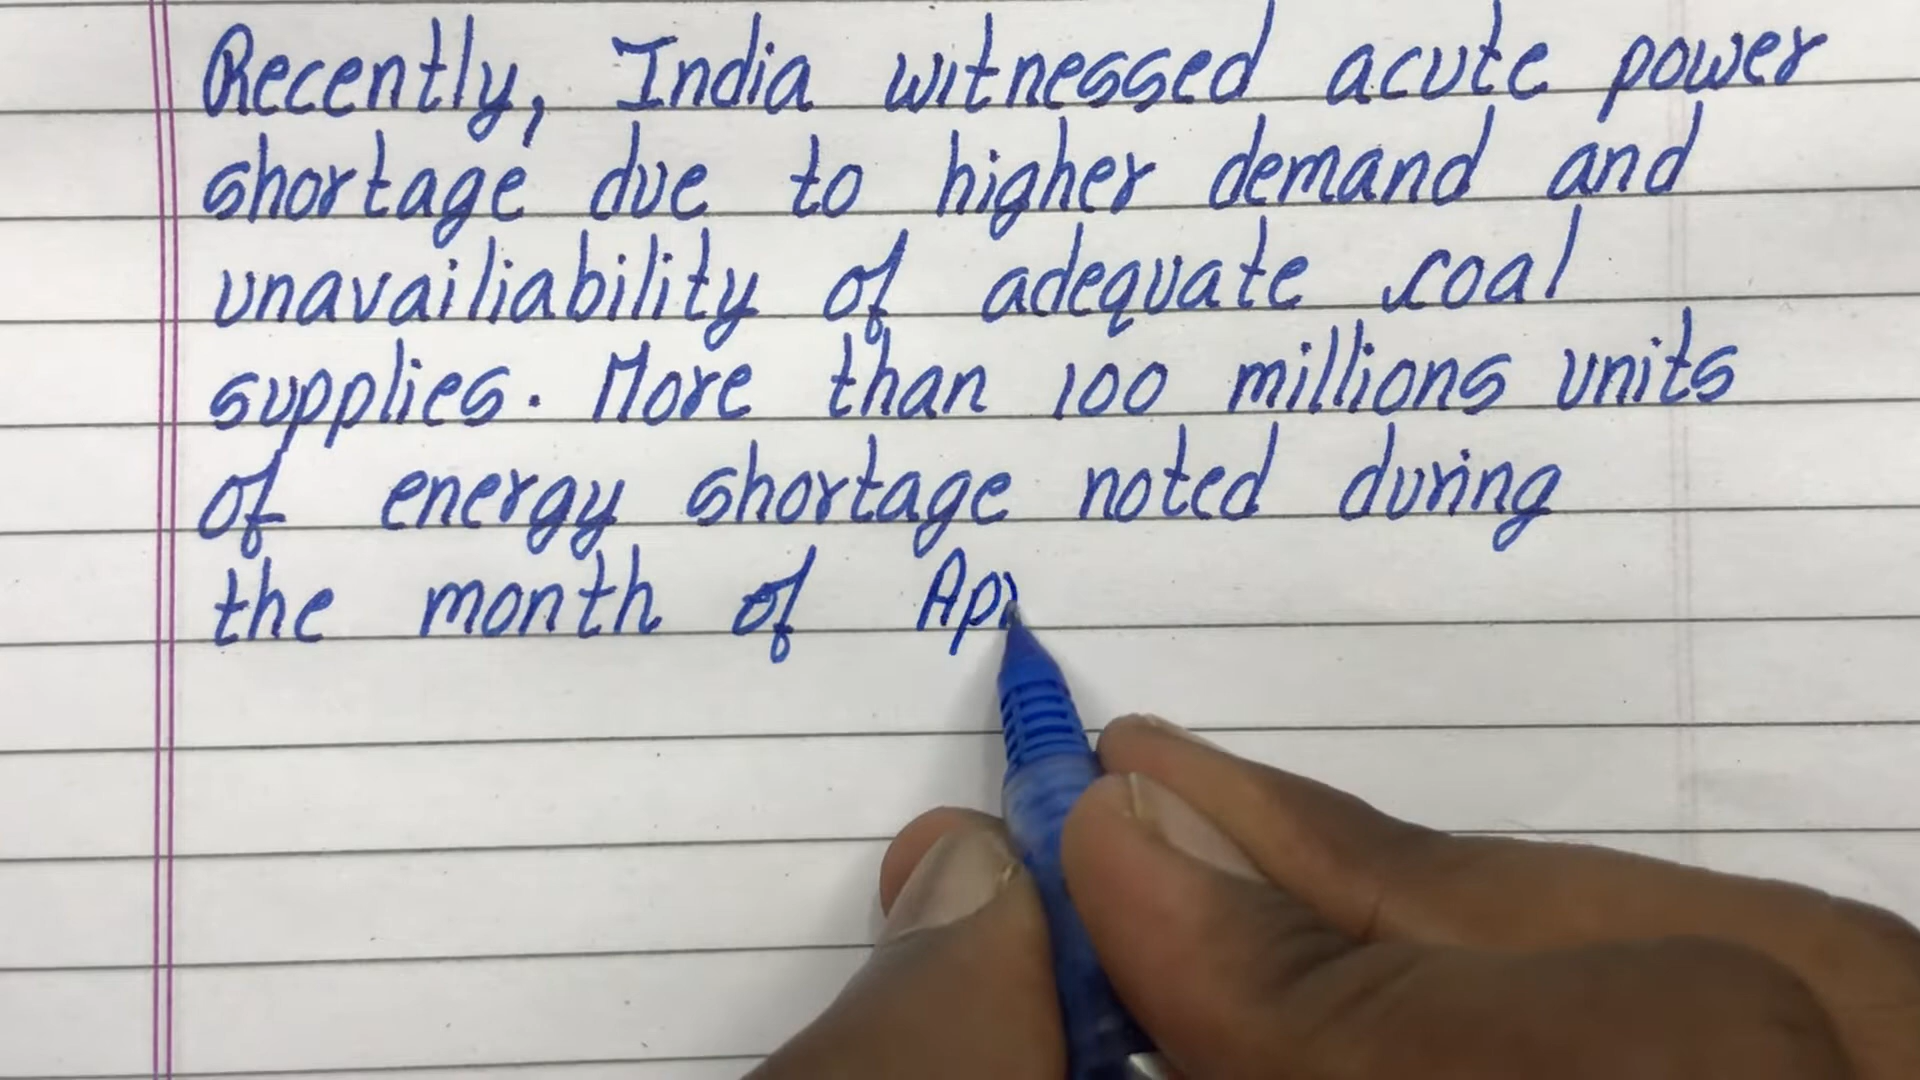 Recently, India witnessed acute power
shortage due to higher demand and
unavailiability of adequate coal
supplies. More than 100 millions units
of energy shortage noted during
the month of Apr